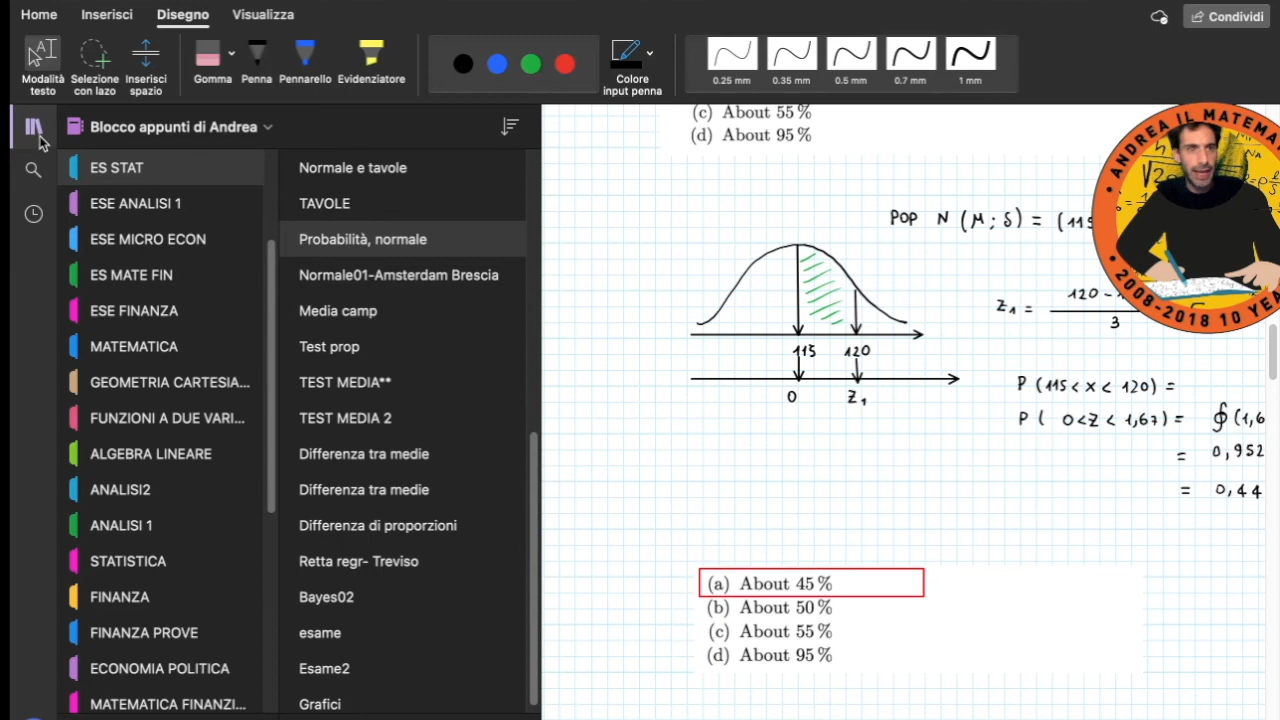 Home Inserisci Disegno Visualizza
Condividi
Modalità testo
Selezione con lazo
Inserisci spazio
Gomma
Penna
Pennarello
Evidenziatore
Colore input penna
0.25 mm
0.35 mm
0.5 mm
0.7 mm
1 mm
Blocco appunti di Andrea
ES STAT
ESE ANALISI 1
ESE MICRO ECON
ES MATE FIN
ESE FINANZA
MATEMATICA
GEOMETRIA CARTESIA...
FUNZIONI A DUE VARI...
ALGEBRA LINEARE
ANALISI2
ANALISI 1
STATISTICA
FINANZA
FINANZA PROVE
ECONOMIA POLITICA
MATEMATICA FINANZI...
Normale e tavole
TAVOLE
Probabilità, normale
Normale01-Amsterdam Brescia
Media camp
Test prop
TEST MEDIA**
TEST MEDIA 2
Differenza tra medie
Differenza tra medie
Differenza di proporzioni
Retta regr- Treviso
Bayes02
esame
Esame2
Grafici
(c) About 55 %
(d) About 95 %
POP N (μ; δ) = (115
115 120
0 Z₁
Z₁ = 120 -
3
P (115 < x < 120) =
P ( 0<Z < 1,67) = ∮ (1,6
= 0,952
= 0,44
(a) About 45 %
(b) About 50 %
(c) About 55 %
(d) About 95 %
ANDREA IL MATEMA
2008-2018 10 YEA